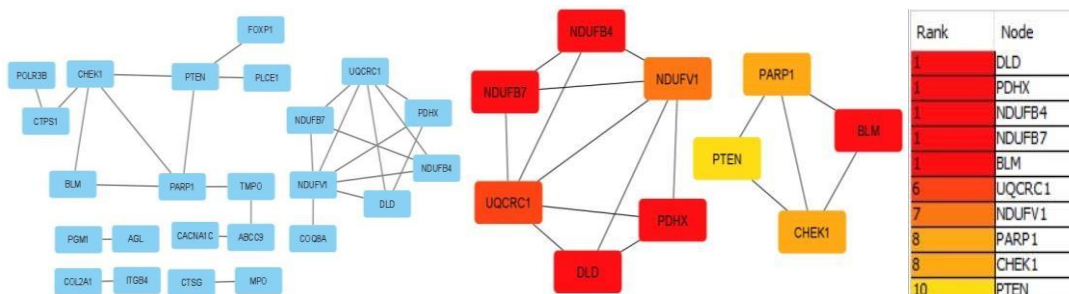 FOXP1
POLR3B
CHEK1
PTEN
PLCE1
CTPS1
BLM
PARP1
TMPO
PGM1
AGL
CACNA1C
ABCC9
COL2A1
ITGB4
CTSG
MPO
UQCRC1
NDUFB7
PDHX
NDUFB4
NDUFV1
DLD
COQ8A
NDUFB4
NDUFV1
NDUFB7
UQCRC1
PDHX
DLD
PARP1
BLM
PTEN
CHEK1
Rank Node
1 DLD
1 PDHX
1 NDUFB4
1 NDUFB7
1 BLM
6 UQCRC1
7 NDUFV1
8 PARP1
8 CHEK1
10 PTEN